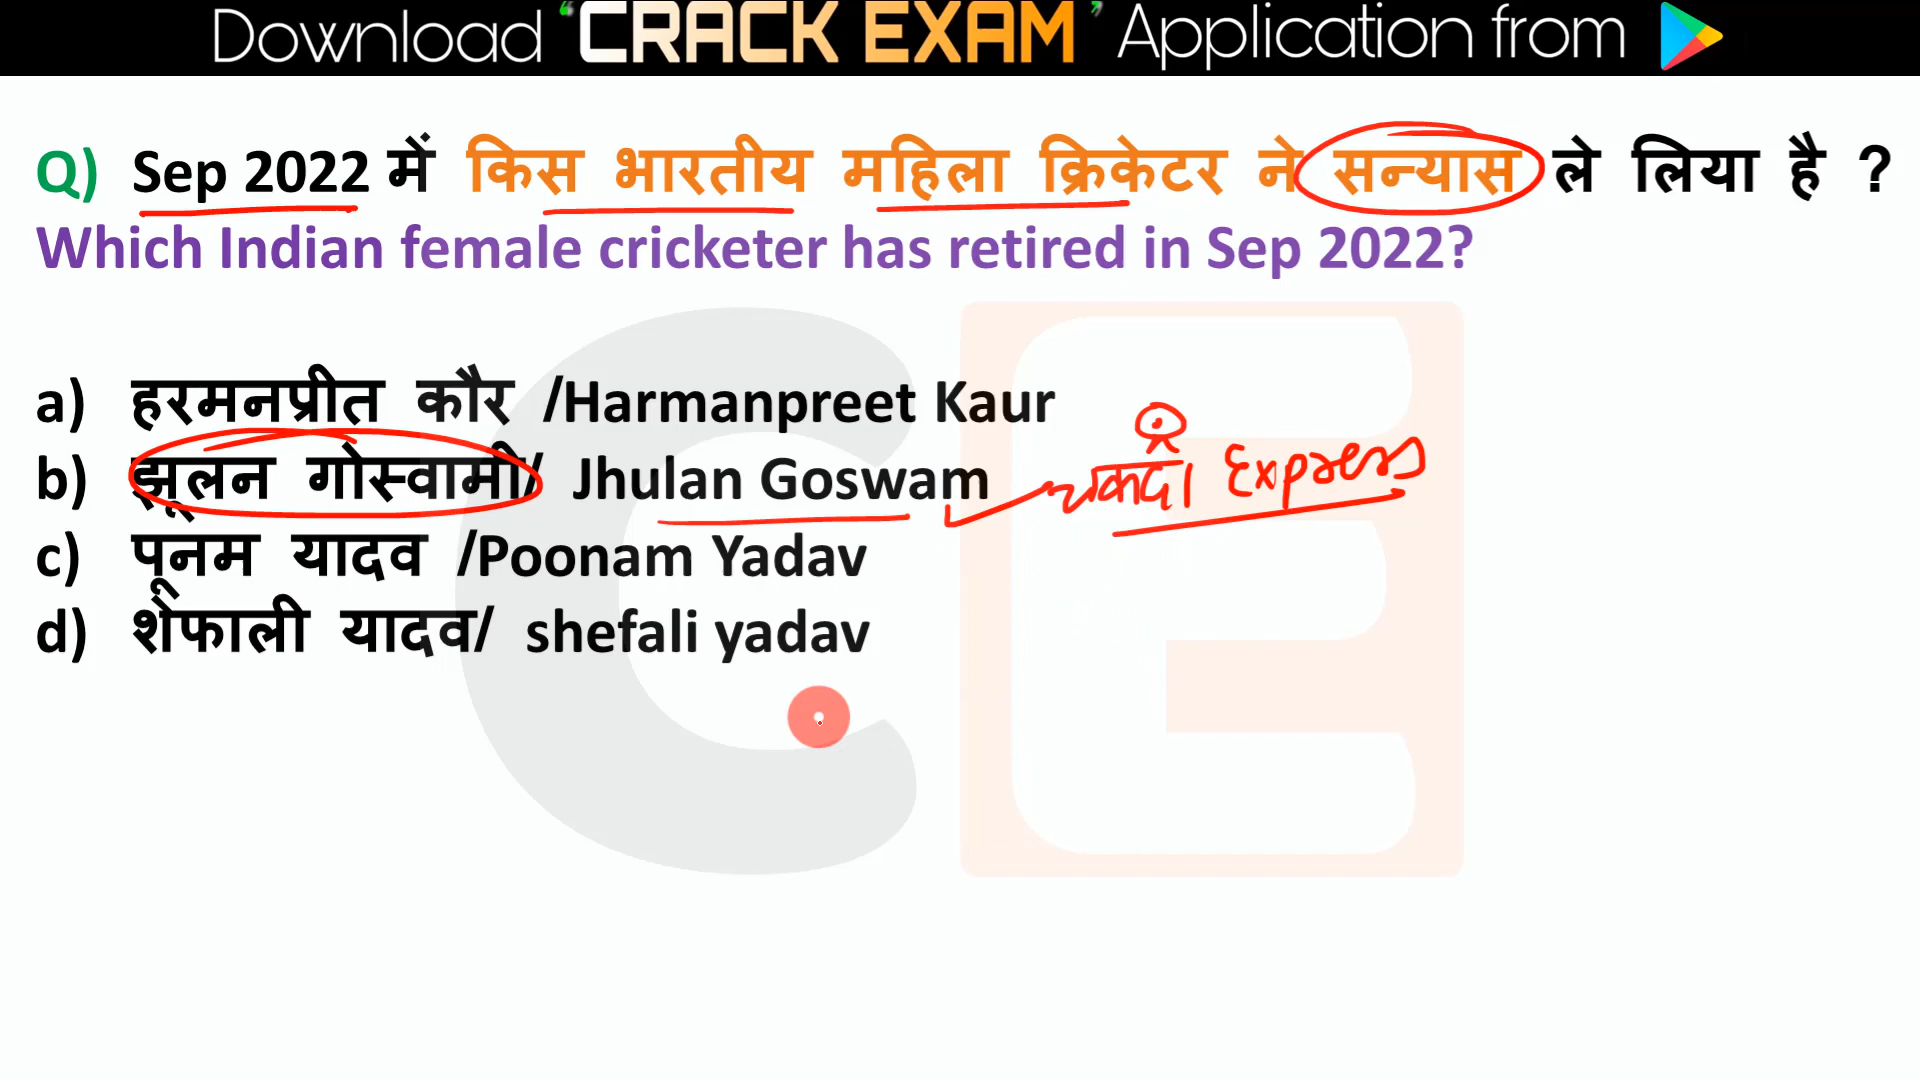 Download ‘CRACK EXAM’ Application from
Q) Sep 2022 में किस भारतीय महिला क्रिकेटर ने सन्यास ले लिया है ?
Which Indian female cricketer has retired in Sep 2022?
a) हरमनप्रीत कौर /Harmanpreet Kaur
b) झूलन गोस्वामी/ Jhulan Goswam
चकदा Express
c) पूनम यादव /Poonam Yadav
d) शेफाली यादव/ shefali yadav
CE